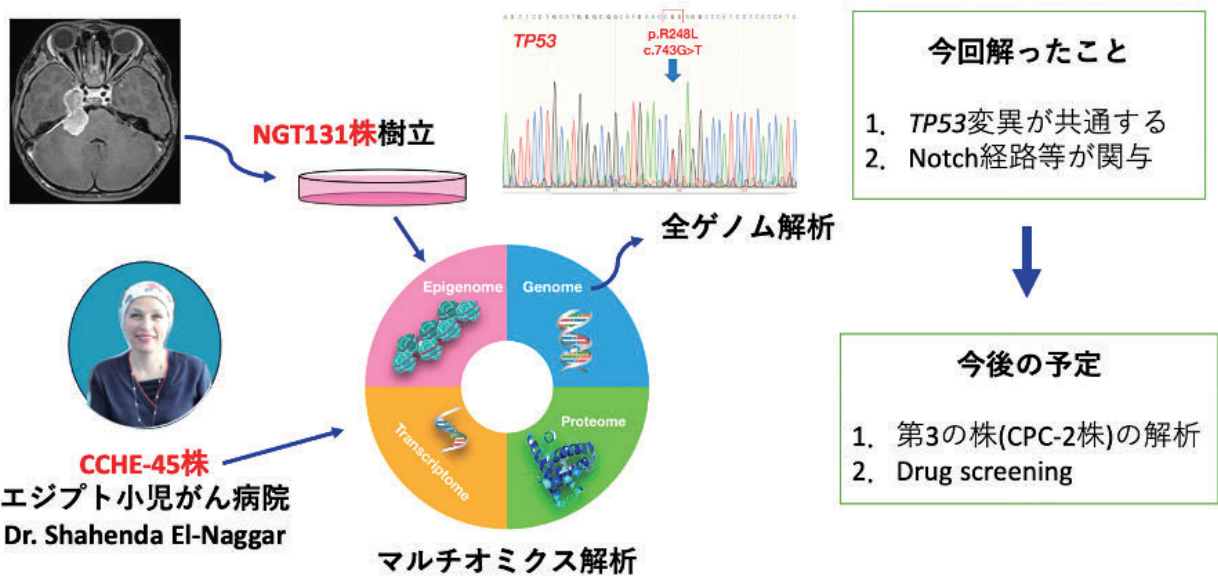 TP53
p.R248L
c.743G>T
NGT131株樹立
全ゲノム解析
Epigenome
Genome
Transcriptome
Proteome
CCHE-45株
エジプト小児がん病院
Dr. Shahenda El-Naggar
マルチオミクス解析
今回解ったこと
1. TP53変異が共通する
2. Notch経路等が関与
今後の予定
1. 第3の株(CPC-2株)の解析
2. Drug screening